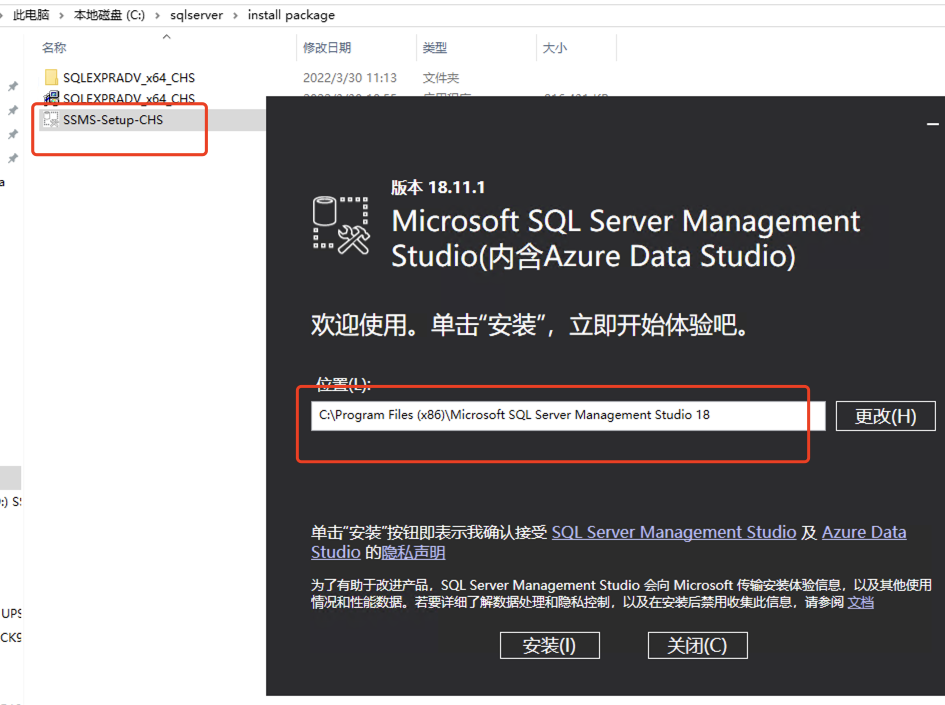 此电脑 › 本地磁盘 (C:) › sqlserver › install package
名称 修改日期 类型 大小
SQLEXPRADV_x64_CHS 2022/3/30 11:13 文件夹
SQLEXPRADV_x64_CHS
SSMS-Setup-CHS
版本 18.11.1
Microsoft SQL Server Management
Studio(内含Azure Data Studio)
欢迎使用。单击“安装”，立即开始体验吧。
位置(L):
C:\Program Files (x86)\Microsoft SQL Server Management Studio 18
更改(H)
单击“安装”按钮即表示我确认接受 SQL Server Management Studio 及 Azure Data
Studio 的隐私声明
为了有助于改进产品，SQL Server Management Studio 会向 Microsoft 传输安装体验信息，以及其他使用
情况和性能数据。若要详细了解数据处理和隐私控制，以及在安装后禁用收集此信息，请参阅 文档
安装(I) 关闭(C)
UPS